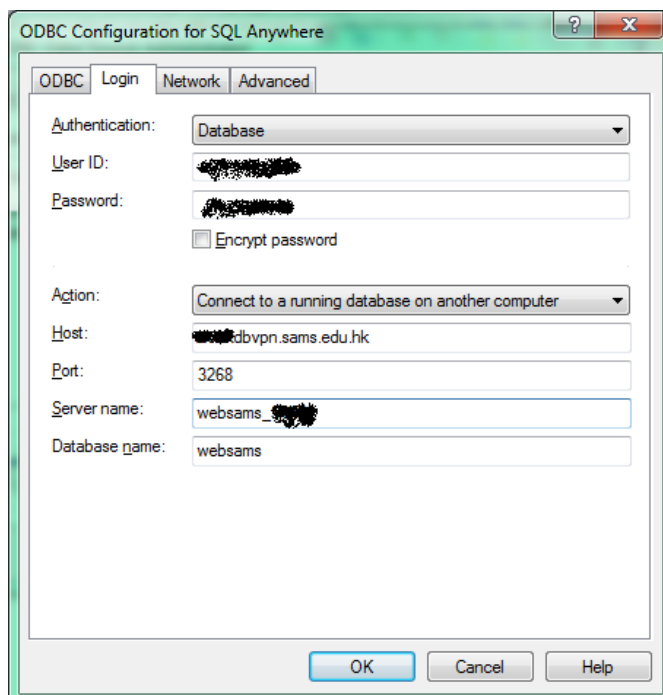 ODBC Configuration for SQL Anywhere
ODBC Login Network Advanced
Authentication: Database
User ID:
Password:
Encrypt password
Action: Connect to a running database on another computer
Host: dbvpn.sams.edu.hk
Port: 3268
Server name: websams_
Database name: websams
OK Cancel Help